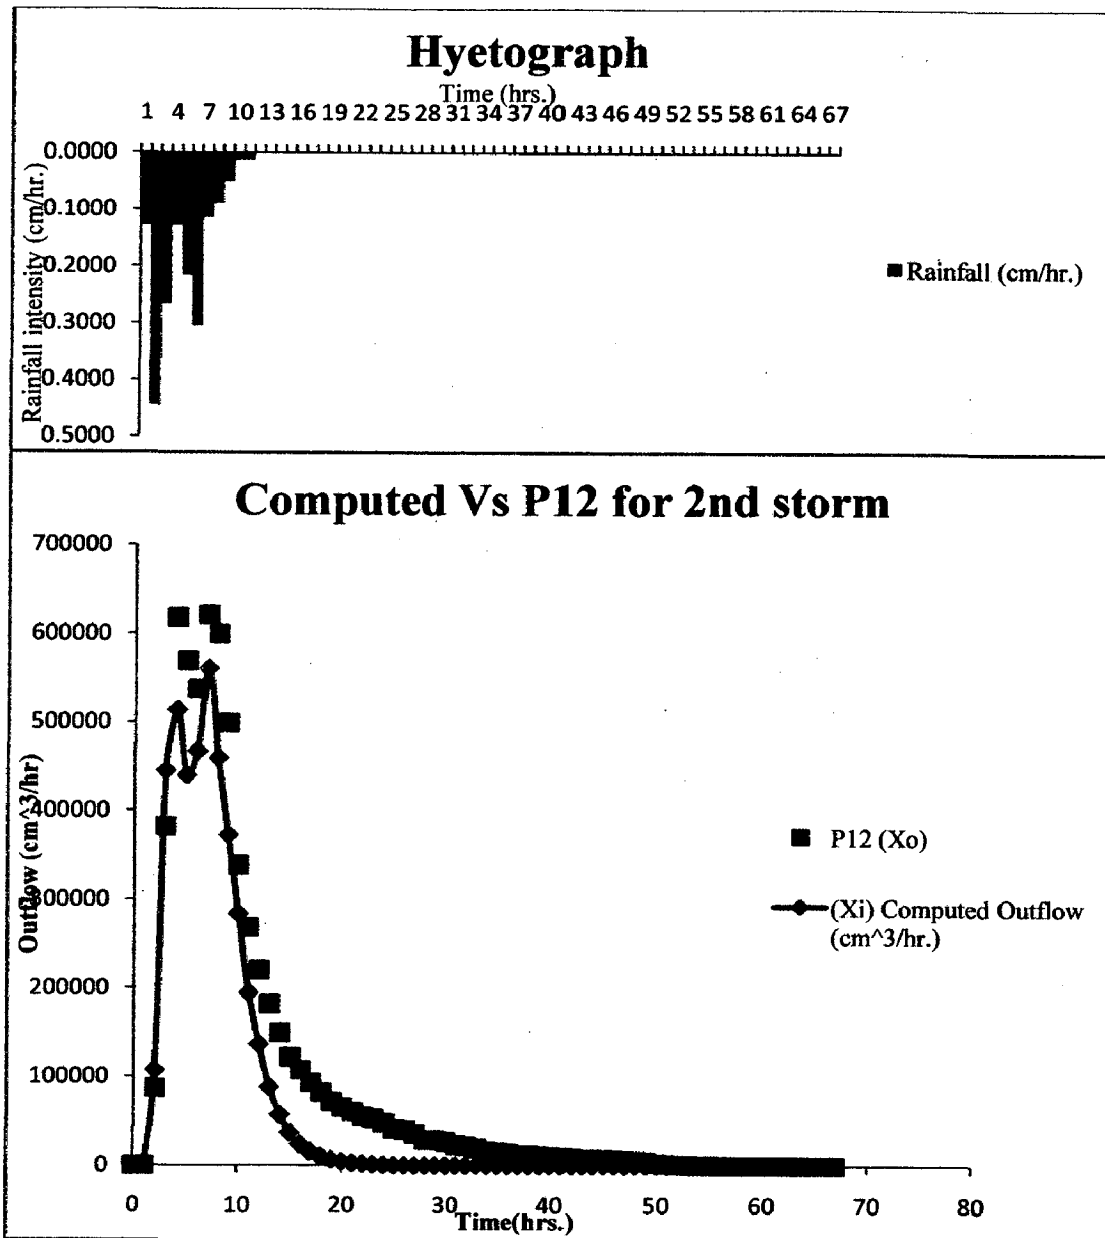 Hyetograph
Time (hrs.)
1 4 7 10 13 16 19 22 25 28 31 34 37 40 43 46 49 52 55 58 61 64 67
0.0000
0.1000
0.2000
0.3000
0.4000
0.5000
Rainfall intensity (cm/hr.)
Rainfall (cm/hr.)
Computed Vs P12 for 2nd storm
700000
600000
500000
400000
300000
200000
100000
0
Outflow (cm^3/hr)
P12 (Xo)
(Xi) Computed Outflow
(cm^3/hr.)
0 10 20 30 40 50 60 70 80
Time(hrs.)